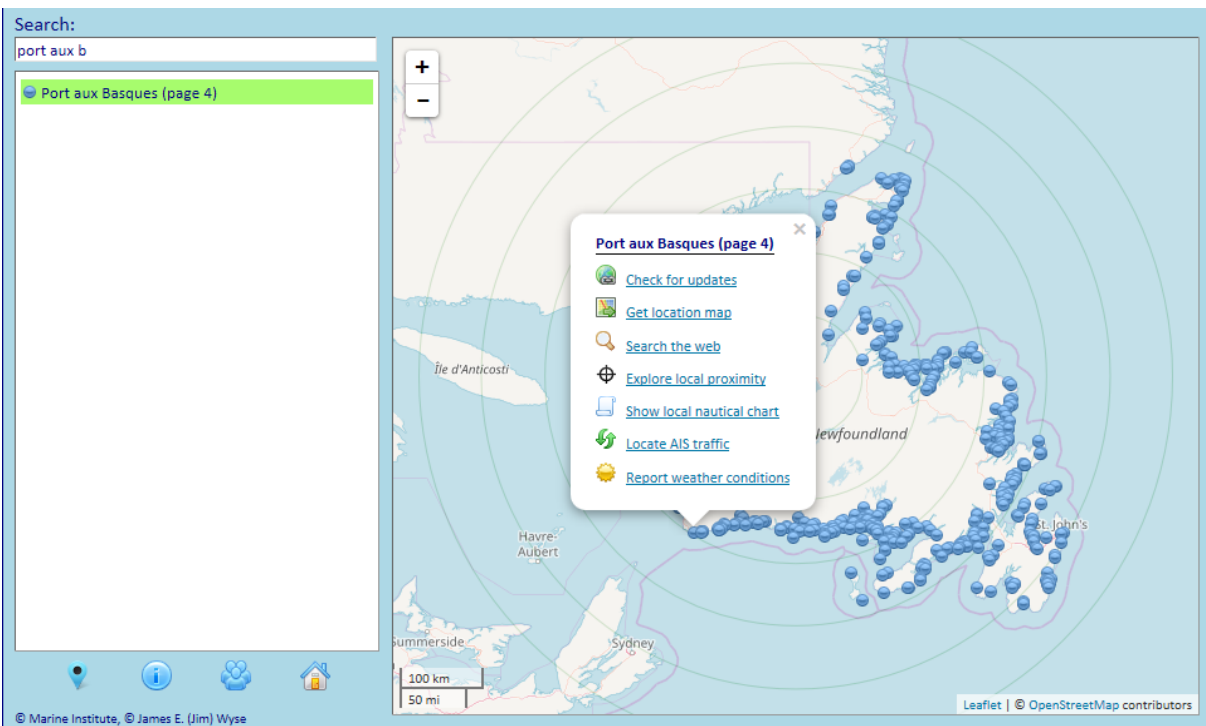 Search:
port aux b
Port aux Basques (page 4)
+
−
Port aux Basques (page 4)
×
Check for updates
Get location map
Search the web
Explore local proximity
Show local nautical chart
Locate AIS traffic
Report weather conditions
Île d'Anticosti
lewfoundland
St. John's
Havre-
Aubert
Summerside
Sydney
100 km
50 mi
Leaflet | © OpenStreetMap contributors
© Marine Institute, © James E. (Jim) Wyse